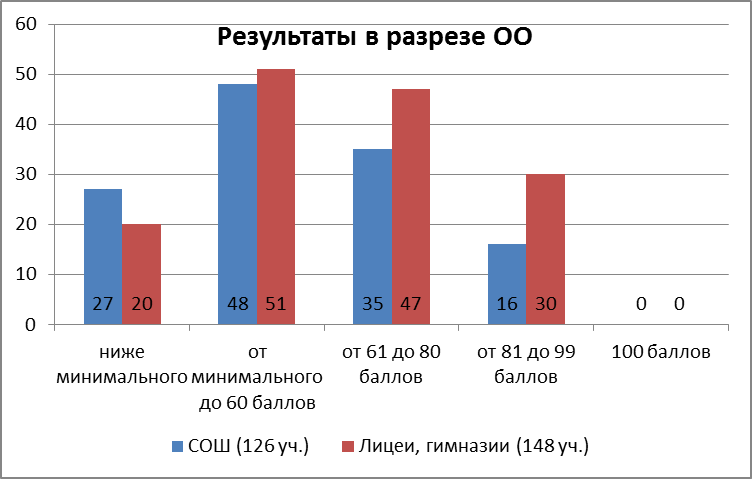 Результаты в разрезе ОО
60
50
40
30
20
10
0
27 20 48 51 35 47 16 30 0 0
ниже минимального
от минимального до 60 баллов
от 61 до 80 баллов
от 81 до 99 баллов
100 баллов
СОШ (126 уч.) Лицеи, гимназии (148 уч.)